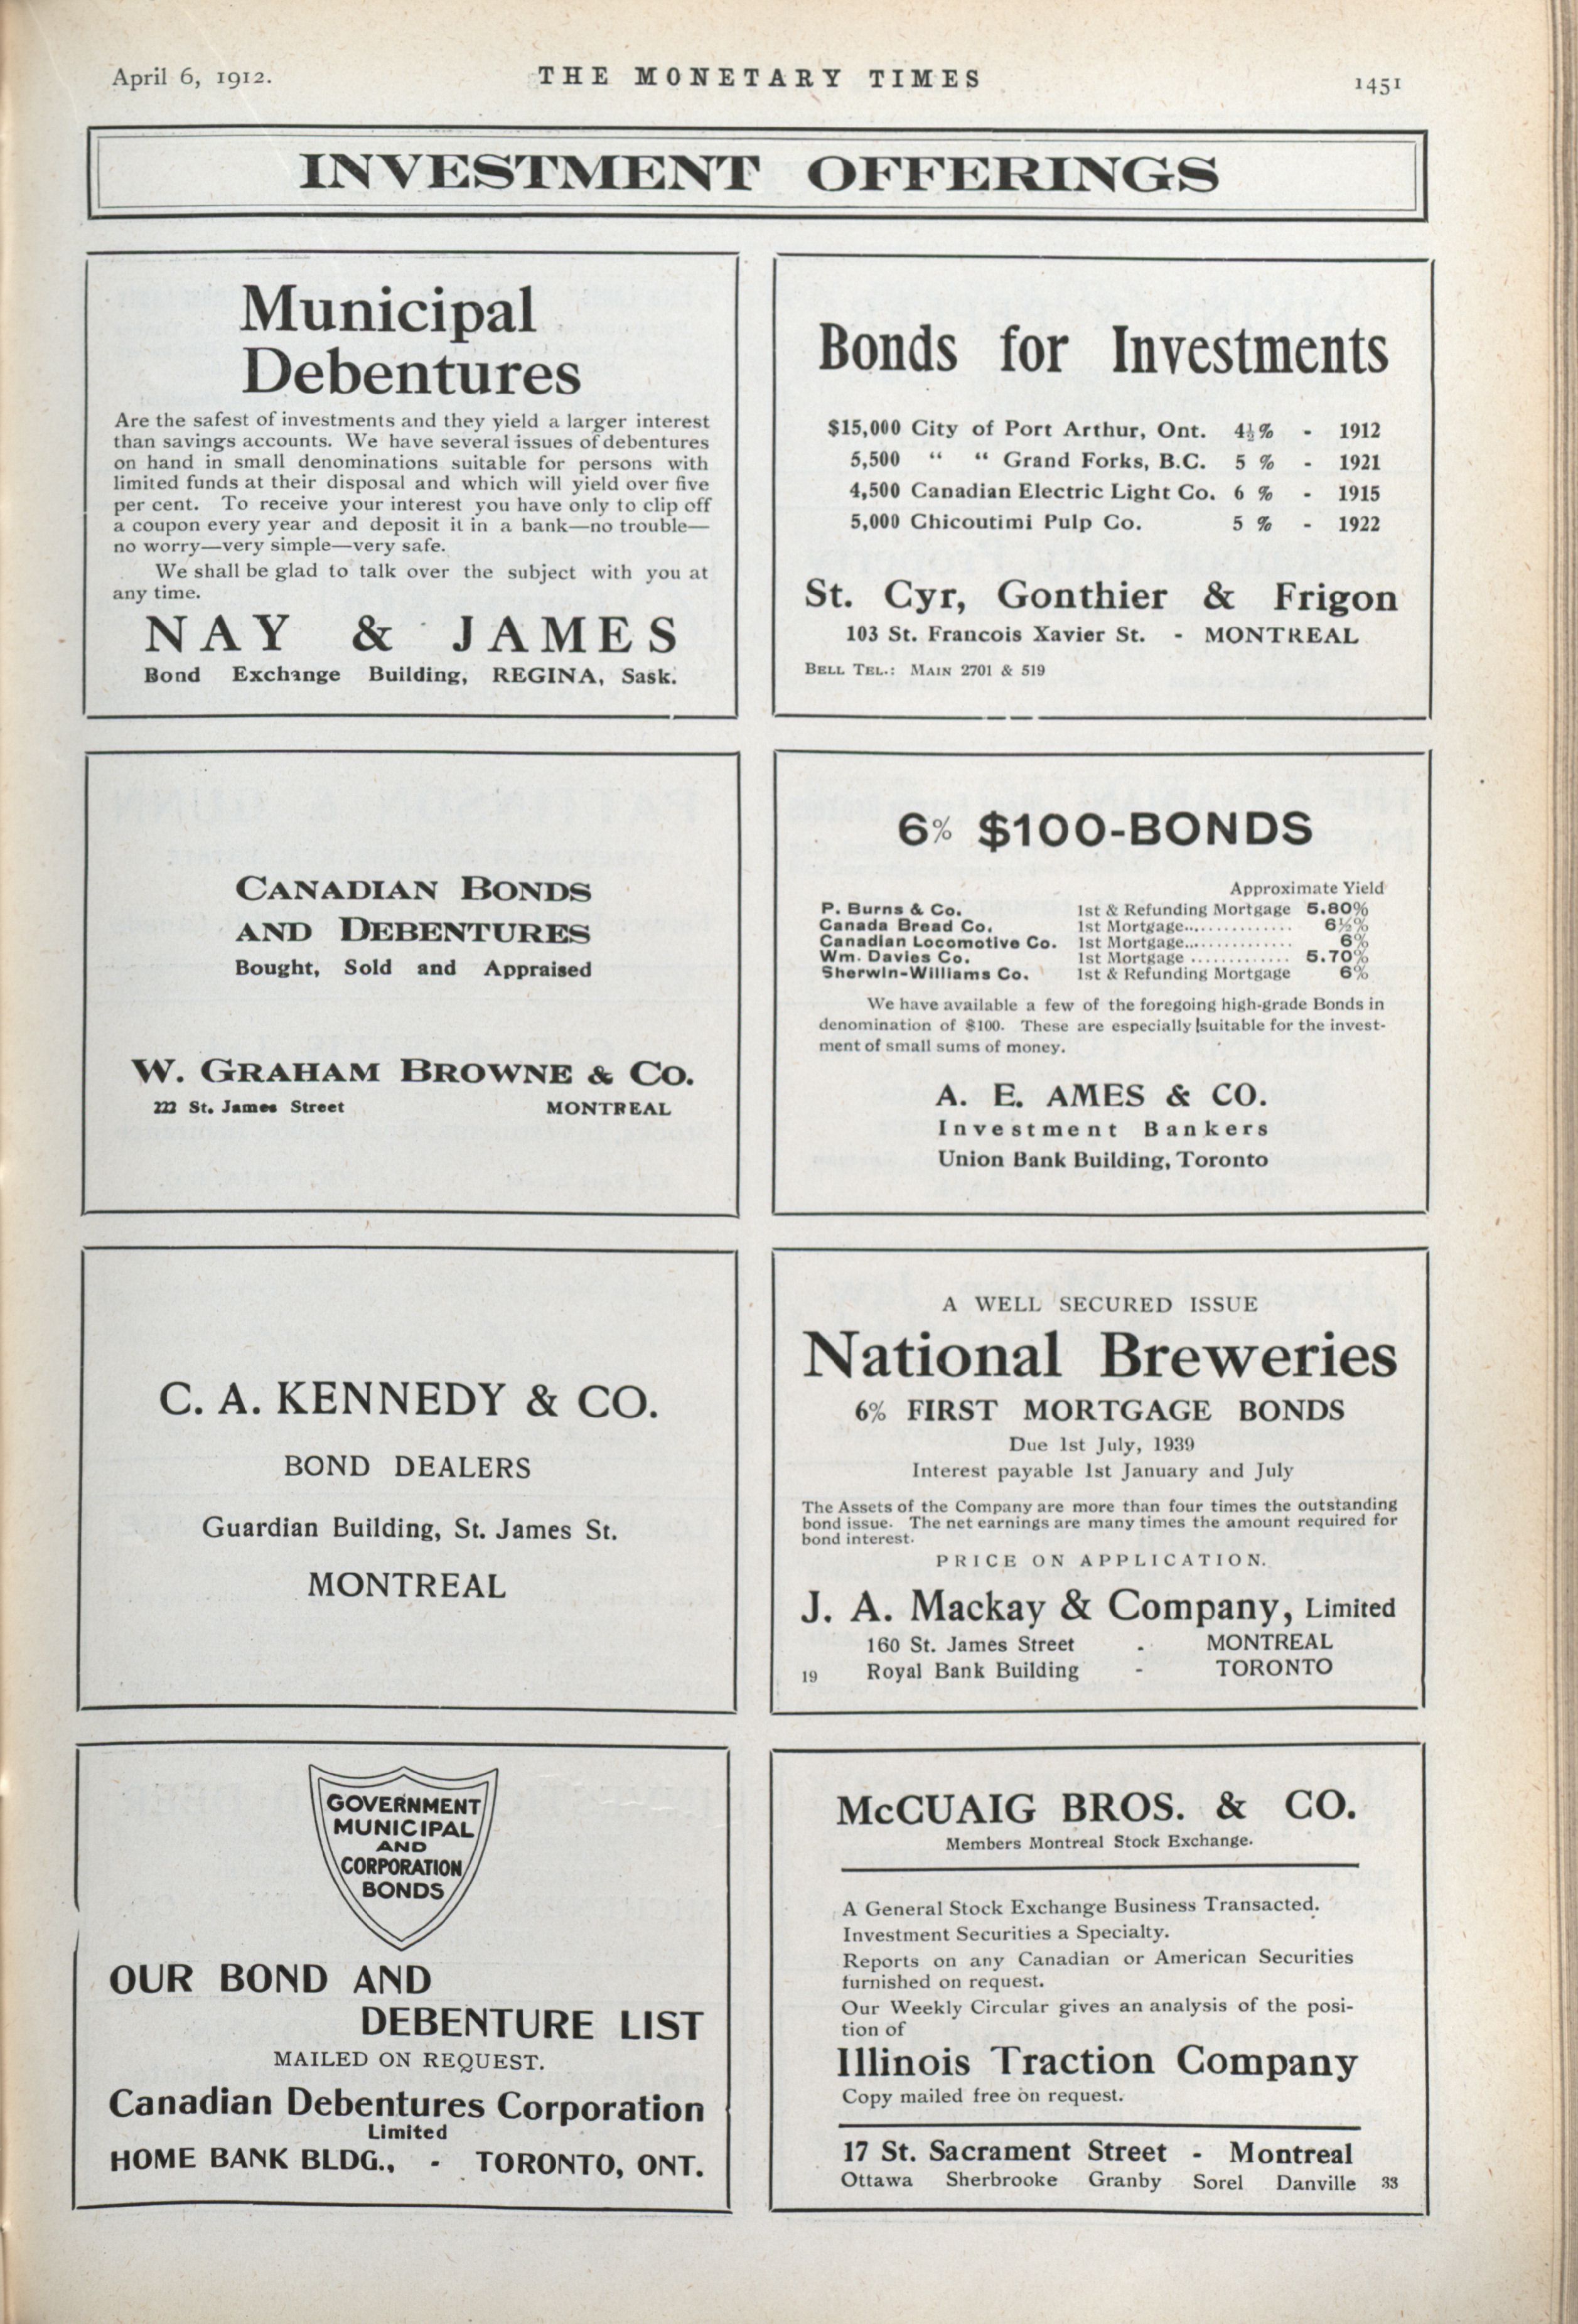 April 6, 1912.
THE MONETARY TIMES
1451
INVESTMENT OFFERINGS
Municipal
Debentures
Are the safest of investments and they yield a larger interest
than savings accounts. We have several issues of debentures
on hand in small denominations suitable for persons with
limited funds at their disposal and which will yield over five
per cent. To receive your interest you have only to clip off
a coupon every year and deposit it in a bank—no trouble—
no worry—very simple—very safe.
We shall be glad to talk over the subject with you at
any time.
NAY & JAMES
Bond Exchange Building, REGINA, Sask.
Bonds for Investments
$15,000 City of Port Arthur, Ont. 4½% - 1912
5,500 “ “ Grand Forks, B.C. 5 % - 1921
4,500 Canadian Electric Light Co. 6 % - 1915
5,000 Chicoutimi Pulp Co. 5 % - 1922
St. Cyr, Gonthier & Frigon
103 St. Francois Xavier St. - MONTREAL
BELL TEL.: MAIN 2701 & 519
CANADIAN BONDS
AND DEBENTURES
Bought, Sold and Appraised
W. GRAHAM BROWNE & CO.
222 St. James Street MONTREAL
6% $100-BONDS
Approximate Yield
P. Burns & Co. 1st & Refunding Mortgage 5.80%
Canada Bread Co. 1st Mortgage............... 6½%
Canadian Locomotive Co. 1st Mortgage............... 6%
Wm. Davies Co. 1st Mortgage ............. 5.70%
Sherwin-Williams Co. 1st & Refunding Mortgage 6%
We have available a few of the foregoing high-grade Bonds in
denomination of $100. These are especially suitable for the invest-
ment of small sums of money.
A. E. AMES & CO.
Investment Bankers
Union Bank Building, Toronto
C. A. KENNEDY & CO.
BOND DEALERS
Guardian Building, St. James St.
MONTREAL
A WELL SECURED ISSUE
National Breweries
6% FIRST MORTGAGE BONDS
Due 1st July, 1939
Interest payable 1st January and July
The Assets of the Company are more than four times the outstanding
bond issue. The net earnings are many times the amount required for
bond interest.
PRICE ON APPLICATION.
J. A. Mackay & Company, Limited
160 St. James Street - MONTREAL
19 Royal Bank Building - TORONTO
GOVERNMENT
MUNICIPAL
AND
CORPORATION
BONDS
OUR BOND AND
DEBENTURE LIST
MAILED ON REQUEST.
Canadian Debentures Corporation
Limited
HOME BANK BLDG., - TORONTO, ONT.
McCUAIG BROS. & CO.
Members Montreal Stock Exchange.
A General Stock Exchange Business Transacted.
Investment Securities a Specialty.
Reports on any Canadian or American Securities
furnished on request.
Our Weekly Circular gives an analysis of the posi-
tion of
Illinois Traction Company
Copy mailed free on request.
17 St. Sacrament Street - Montreal
Ottawa Sherbrooke Granby Sorel Danville 33